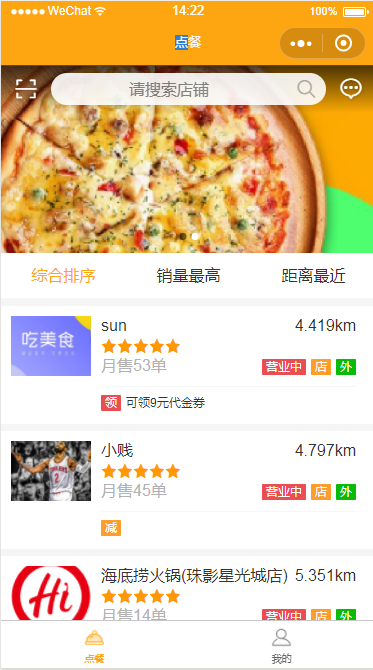 WeChat 14:22 100%
点餐
请搜索店铺
综合排序 销量最高 距离最近
吃美食
sun 4.419km
月售53单 营业中 店 外
领 可领9元代金券
小贱 4.797km
月售45单 营业中 店 外
减
Hi 海底捞火锅(珠影星光城店) 5.351km
月售14单 营业中 店 外
点餐 我的